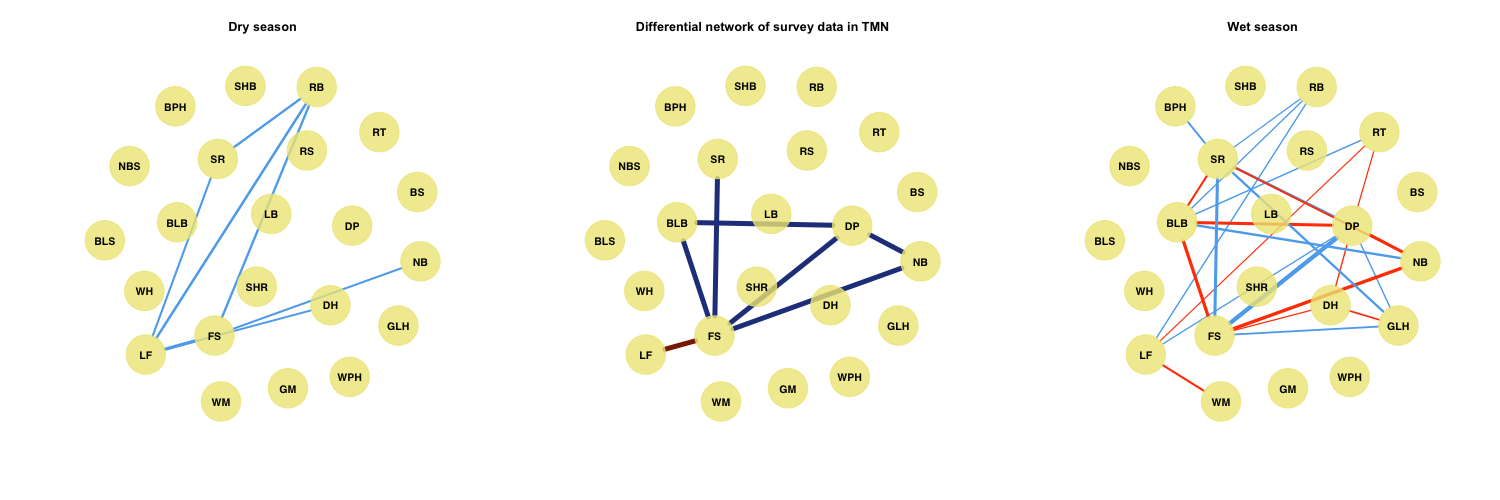 Dry season
SHB
RB
BPH
RT
RS
SR
NBS
BS
LB
BLB
DP
BLS
NB
SHR
WH
DH
GLH
FS
LF
WPH
GM
WM
Differential network of survey data in TMN
SHB
RB
BPH
RT
RS
SR
NBS
BS
LB
BLB
DP
BLS
NB
SHR
WH
DH
GLH
FS
LF
WPH
GM
WM
Wet season
SHB
RB
BPH
RT
RS
SR
NBS
BS
LB
BLB
DP
BLS
NB
SHR
WH
DH
GLH
FS
LF
WPH
GM
WM